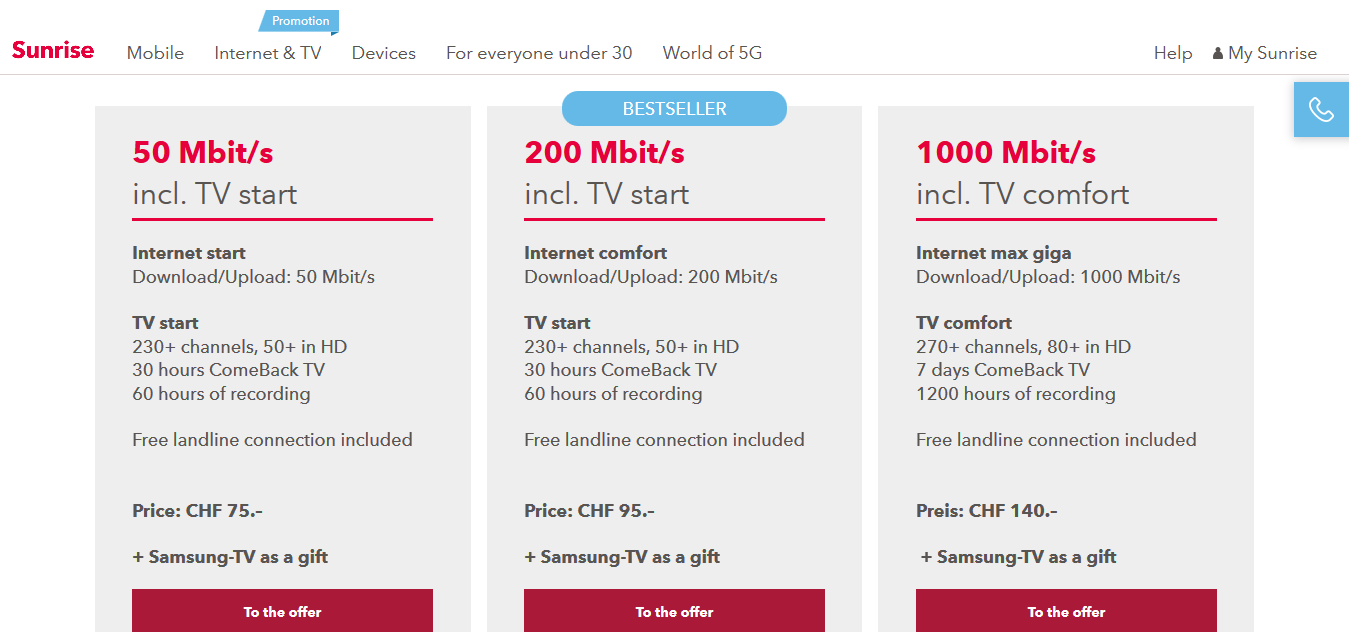 Promotion
Sunrise
Mobile
Internet & TV
Devices
For everyone under 30
World of 5G
Help
My Sunrise
50 Mbit/s
incl. TV start
Internet start
Download/Upload: 50 Mbit/s
TV start
230+ channels, 50+ in HD
30 hours ComeBack TV
60 hours of recording
Free landline connection included
Price: CHF 75.–
+ Samsung-TV as a gift
To the offer
BESTSELLER
200 Mbit/s
incl. TV start
Internet comfort
Download/Upload: 200 Mbit/s
TV start
230+ channels, 50+ in HD
30 hours ComeBack TV
60 hours of recording
Free landline connection included
Price: CHF 95.–
+ Samsung-TV as a gift
To the offer
1000 Mbit/s
incl. TV comfort
Internet max giga
Download/Upload: 1000 Mbit/s
TV comfort
270+ channels, 80+ in HD
7 days ComeBack TV
1200 hours of recording
Free landline connection included
Preis: CHF 140.–
+ Samsung-TV as a gift
To the offer